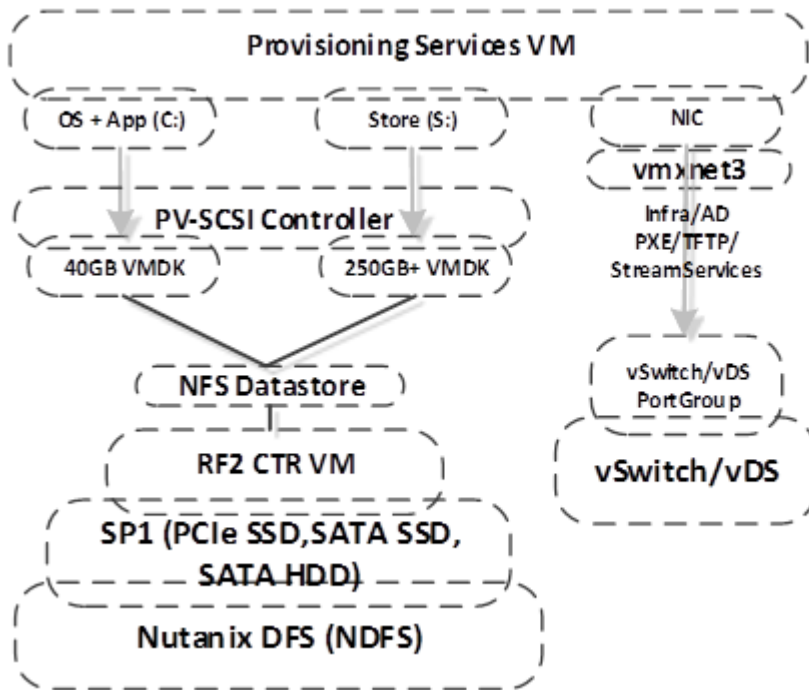 Provisioning Services VM
OS + App (C:)
Store (S:)
NIC
vmxnet3
PV-SCSI Controller
Infra/AD
PXE/TFTP/
StreamServices
40GB VMDK
250GB+ VMDK
NFS Datastore
vSwitch/vDS
PortGroup
RF2 CTR VM
vSwitch/vDS
SP1 (PCIe SSD,SATA SSD,
SATA HDD)
Nutanix DFS (NDFS)